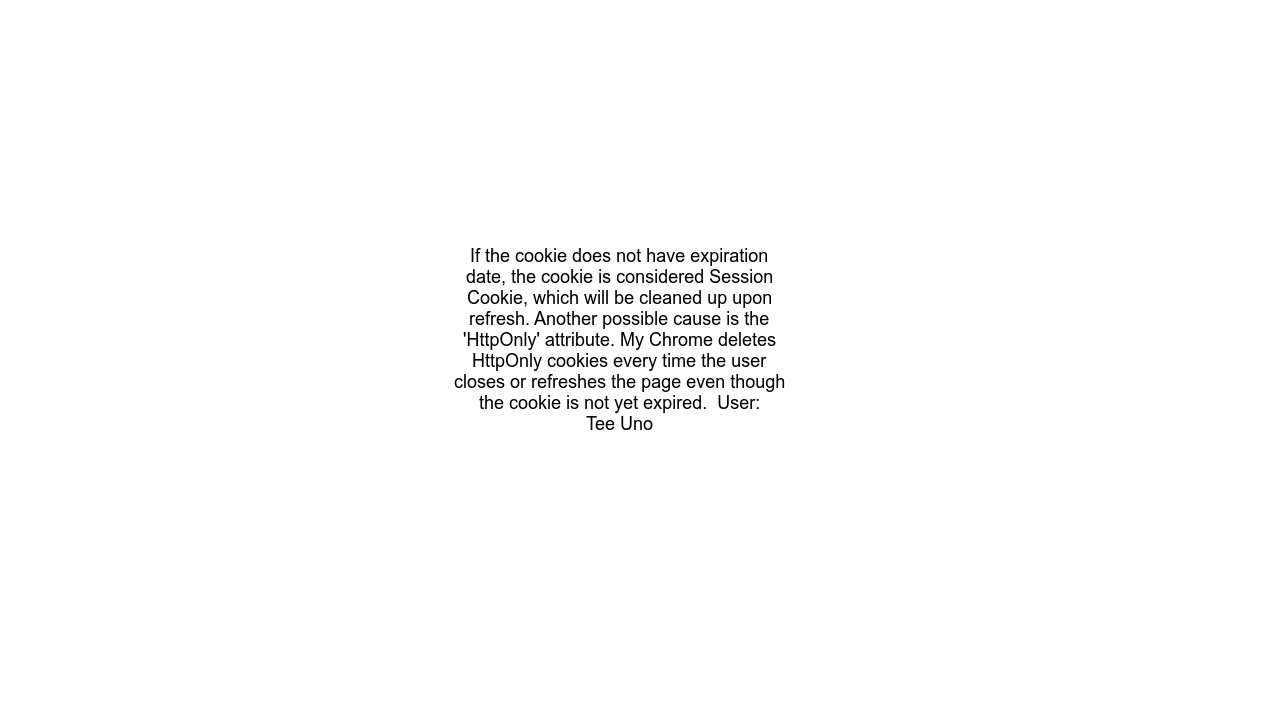 If the cookie does not have expiration
date, the cookie is considered Session
Cookie, which will be cleaned up upon
refresh. Another possible cause is the
'HttpOnly' attribute. My Chrome deletes
HttpOnly cookies every time the user
closes or refreshes the page even though
the cookie is not yet expired.  User:
Tee Uno